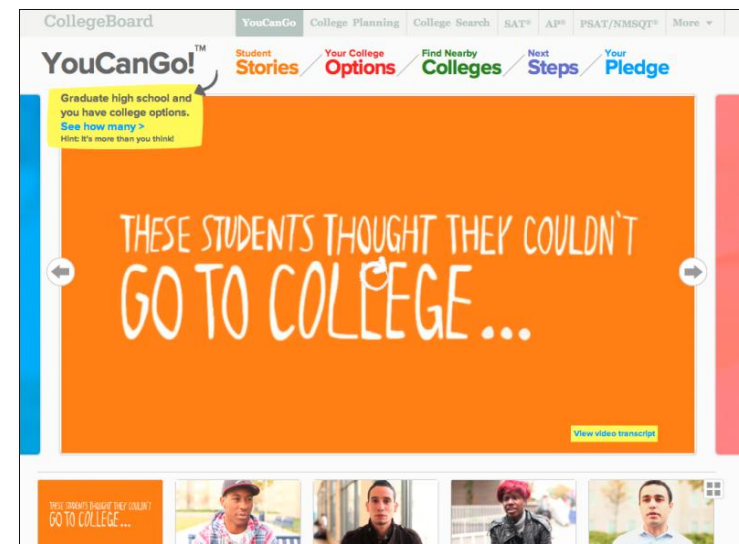 CollegeBoard
YouCanGo College Planning College Search SAT® AP® PSAT/NMSQT® More
YouCanGo!™
Student Stories
Your College Options
Find Nearby Colleges
Next Steps
Your Pledge
Graduate high school and
you have college options.
See how many >
Hint: It's more than you think!
THESE STUDENTS THOUGHT THEY COULDN'T
GO TO COLLEGE...
View video transcript
THESE STUDENTS THOUGHT THEY COULDN'T
GO TO COLLEGE...